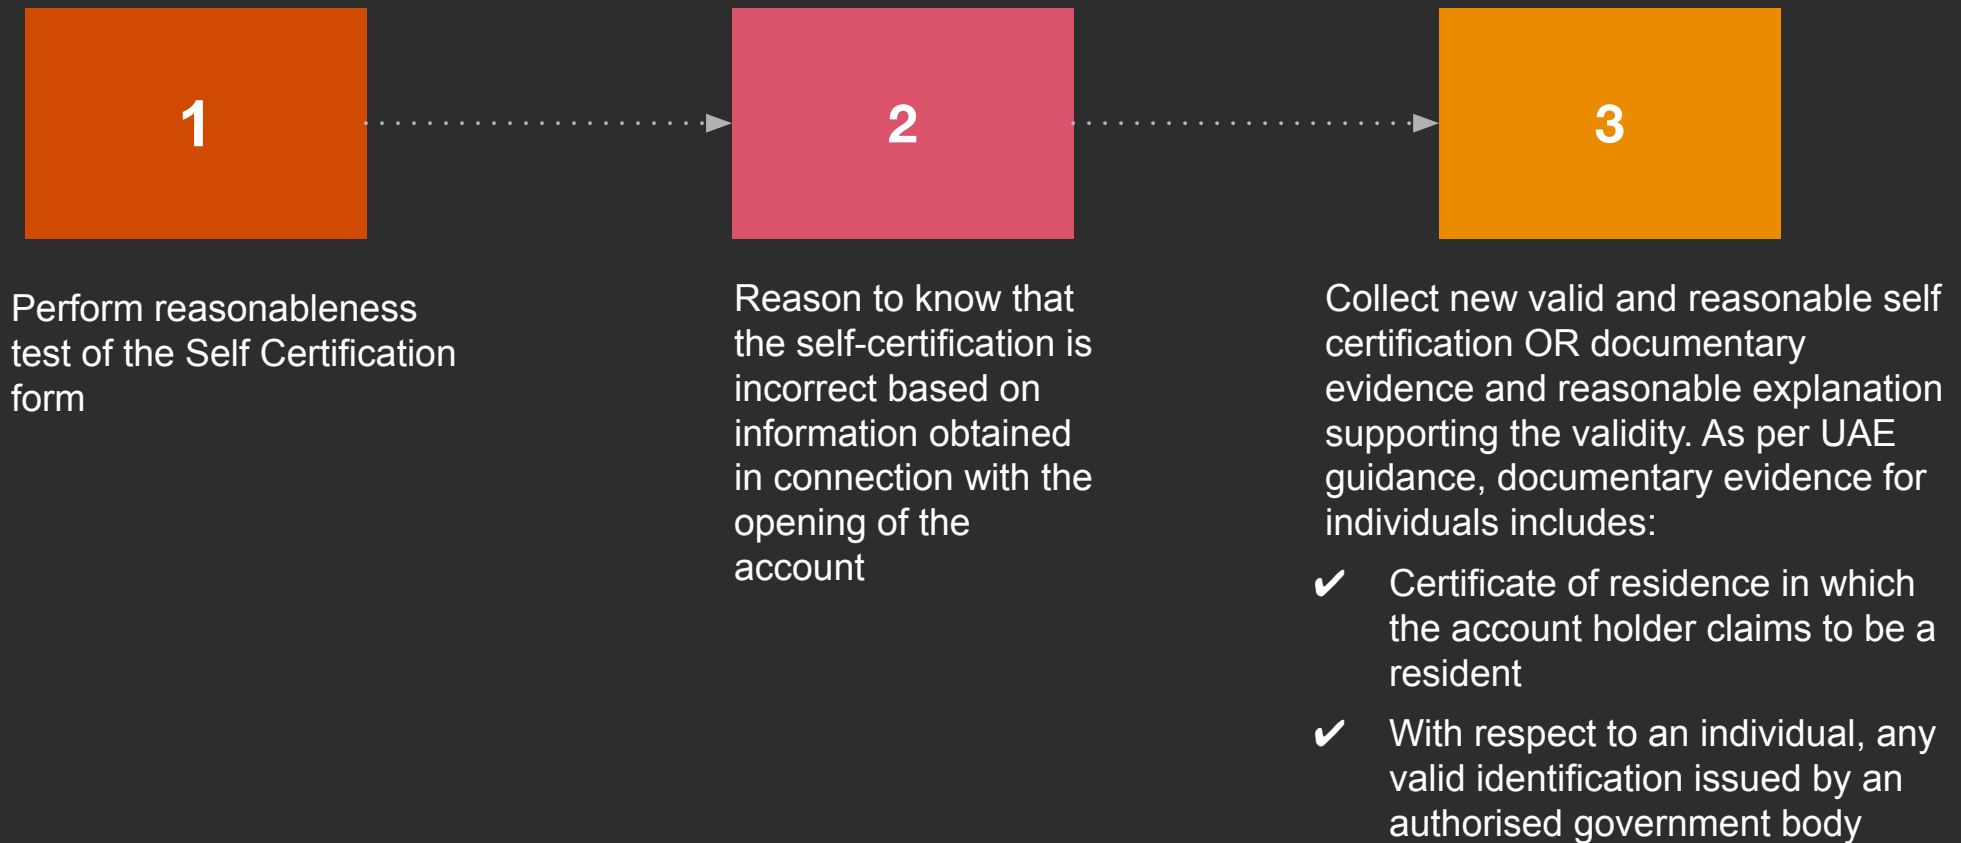 1
Perform reasonableness
test of the Self Certification
form
2
Reason to know that
the self-certification is
incorrect based on
information obtained
in connection with the
opening of the
account
3
Collect new valid and reasonable self
certification OR documentary
evidence and reasonable explanation
supporting the validity. As per UAE
guidance, documentary evidence for
individuals includes:
✔ Certificate of residence in which
the account holder claims to be a
resident
✔ With respect to an individual, any
valid identification issued by an
authorised government body